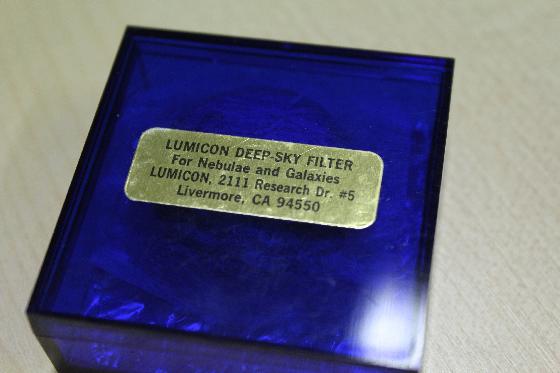 LUMICON DEEP-SKY FILTER
For Nebulae and Galaxies
LUMICON, 2111 Research Dr. #5
Livermore, CA 94550